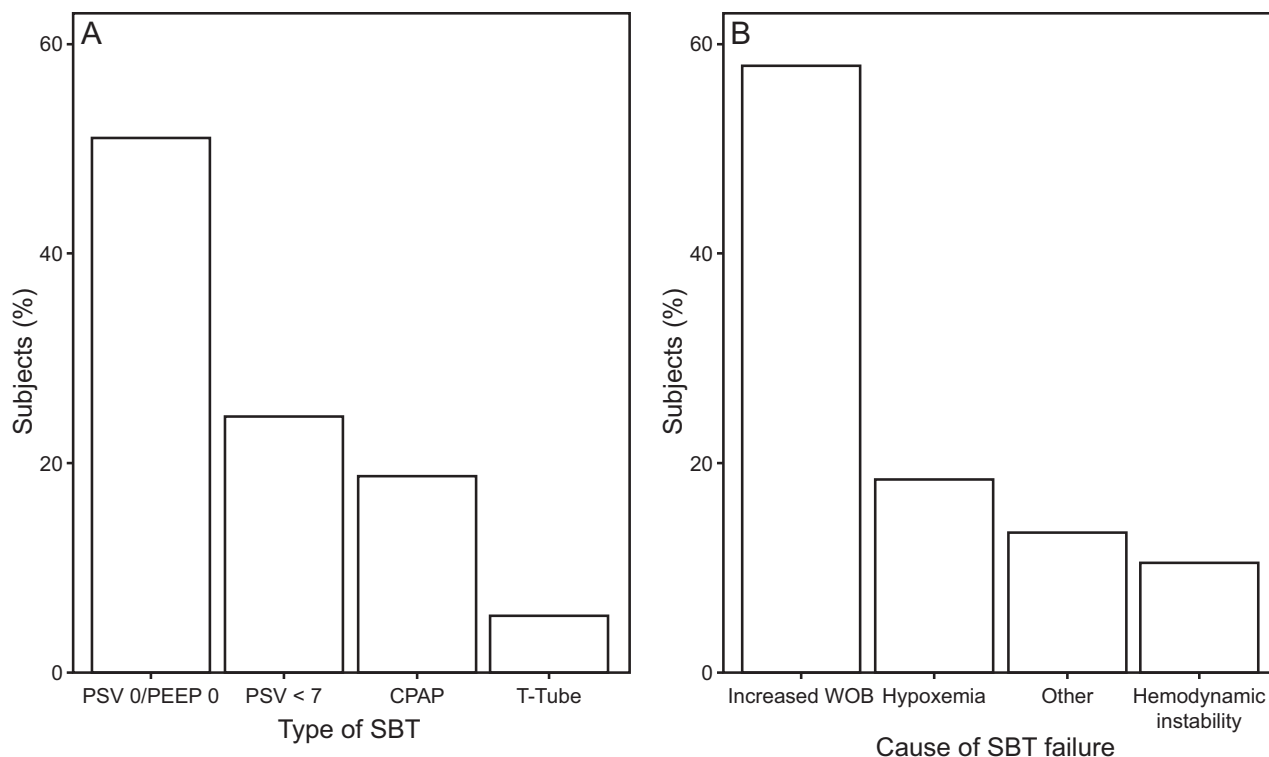 A
Subjects (%)
60
40
20
0
PSV 0/PEEP 0 PSV < 7 CPAP T-Tube
Type of SBT
B
Subjects (%)
60
40
20
0
Increased WOB Hypoxemia Other Hemodynamic
instability
Cause of SBT failure